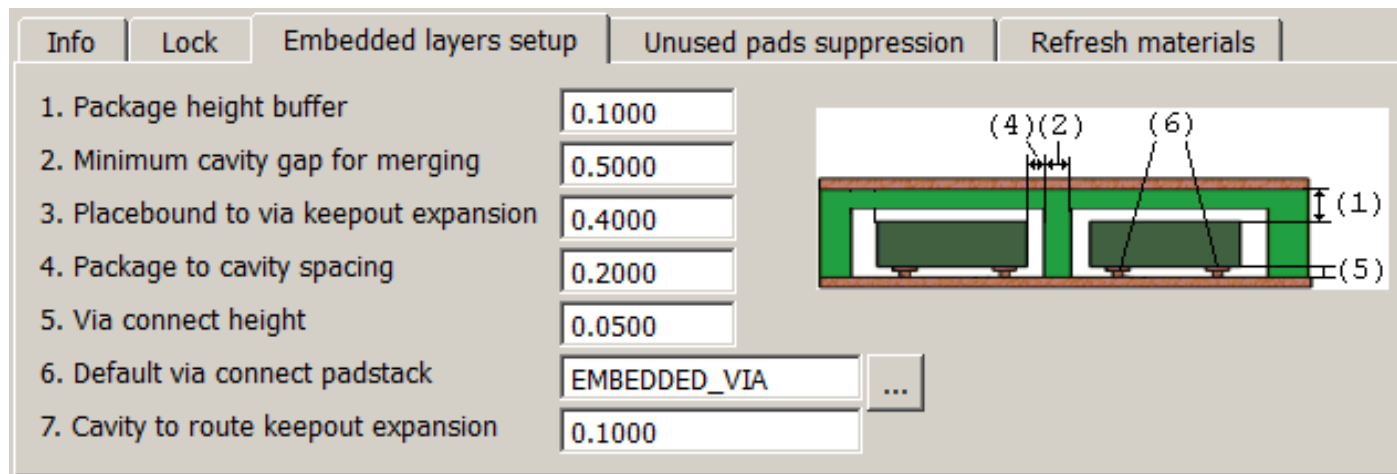 Info Lock Embedded layers setup Unused pads suppression Refresh materials
1. Package height buffer 0.1000
2. Minimum cavity gap for merging 0.5000
3. Placebound to via keepout expansion 0.4000
4. Package to cavity spacing 0.2000
5. Via connect height 0.0500
6. Default via connect padstack EMBEDDED_VIA ...
7. Cavity to route keepout expansion 0.1000
(4)(2) (6)
(1)
(5)